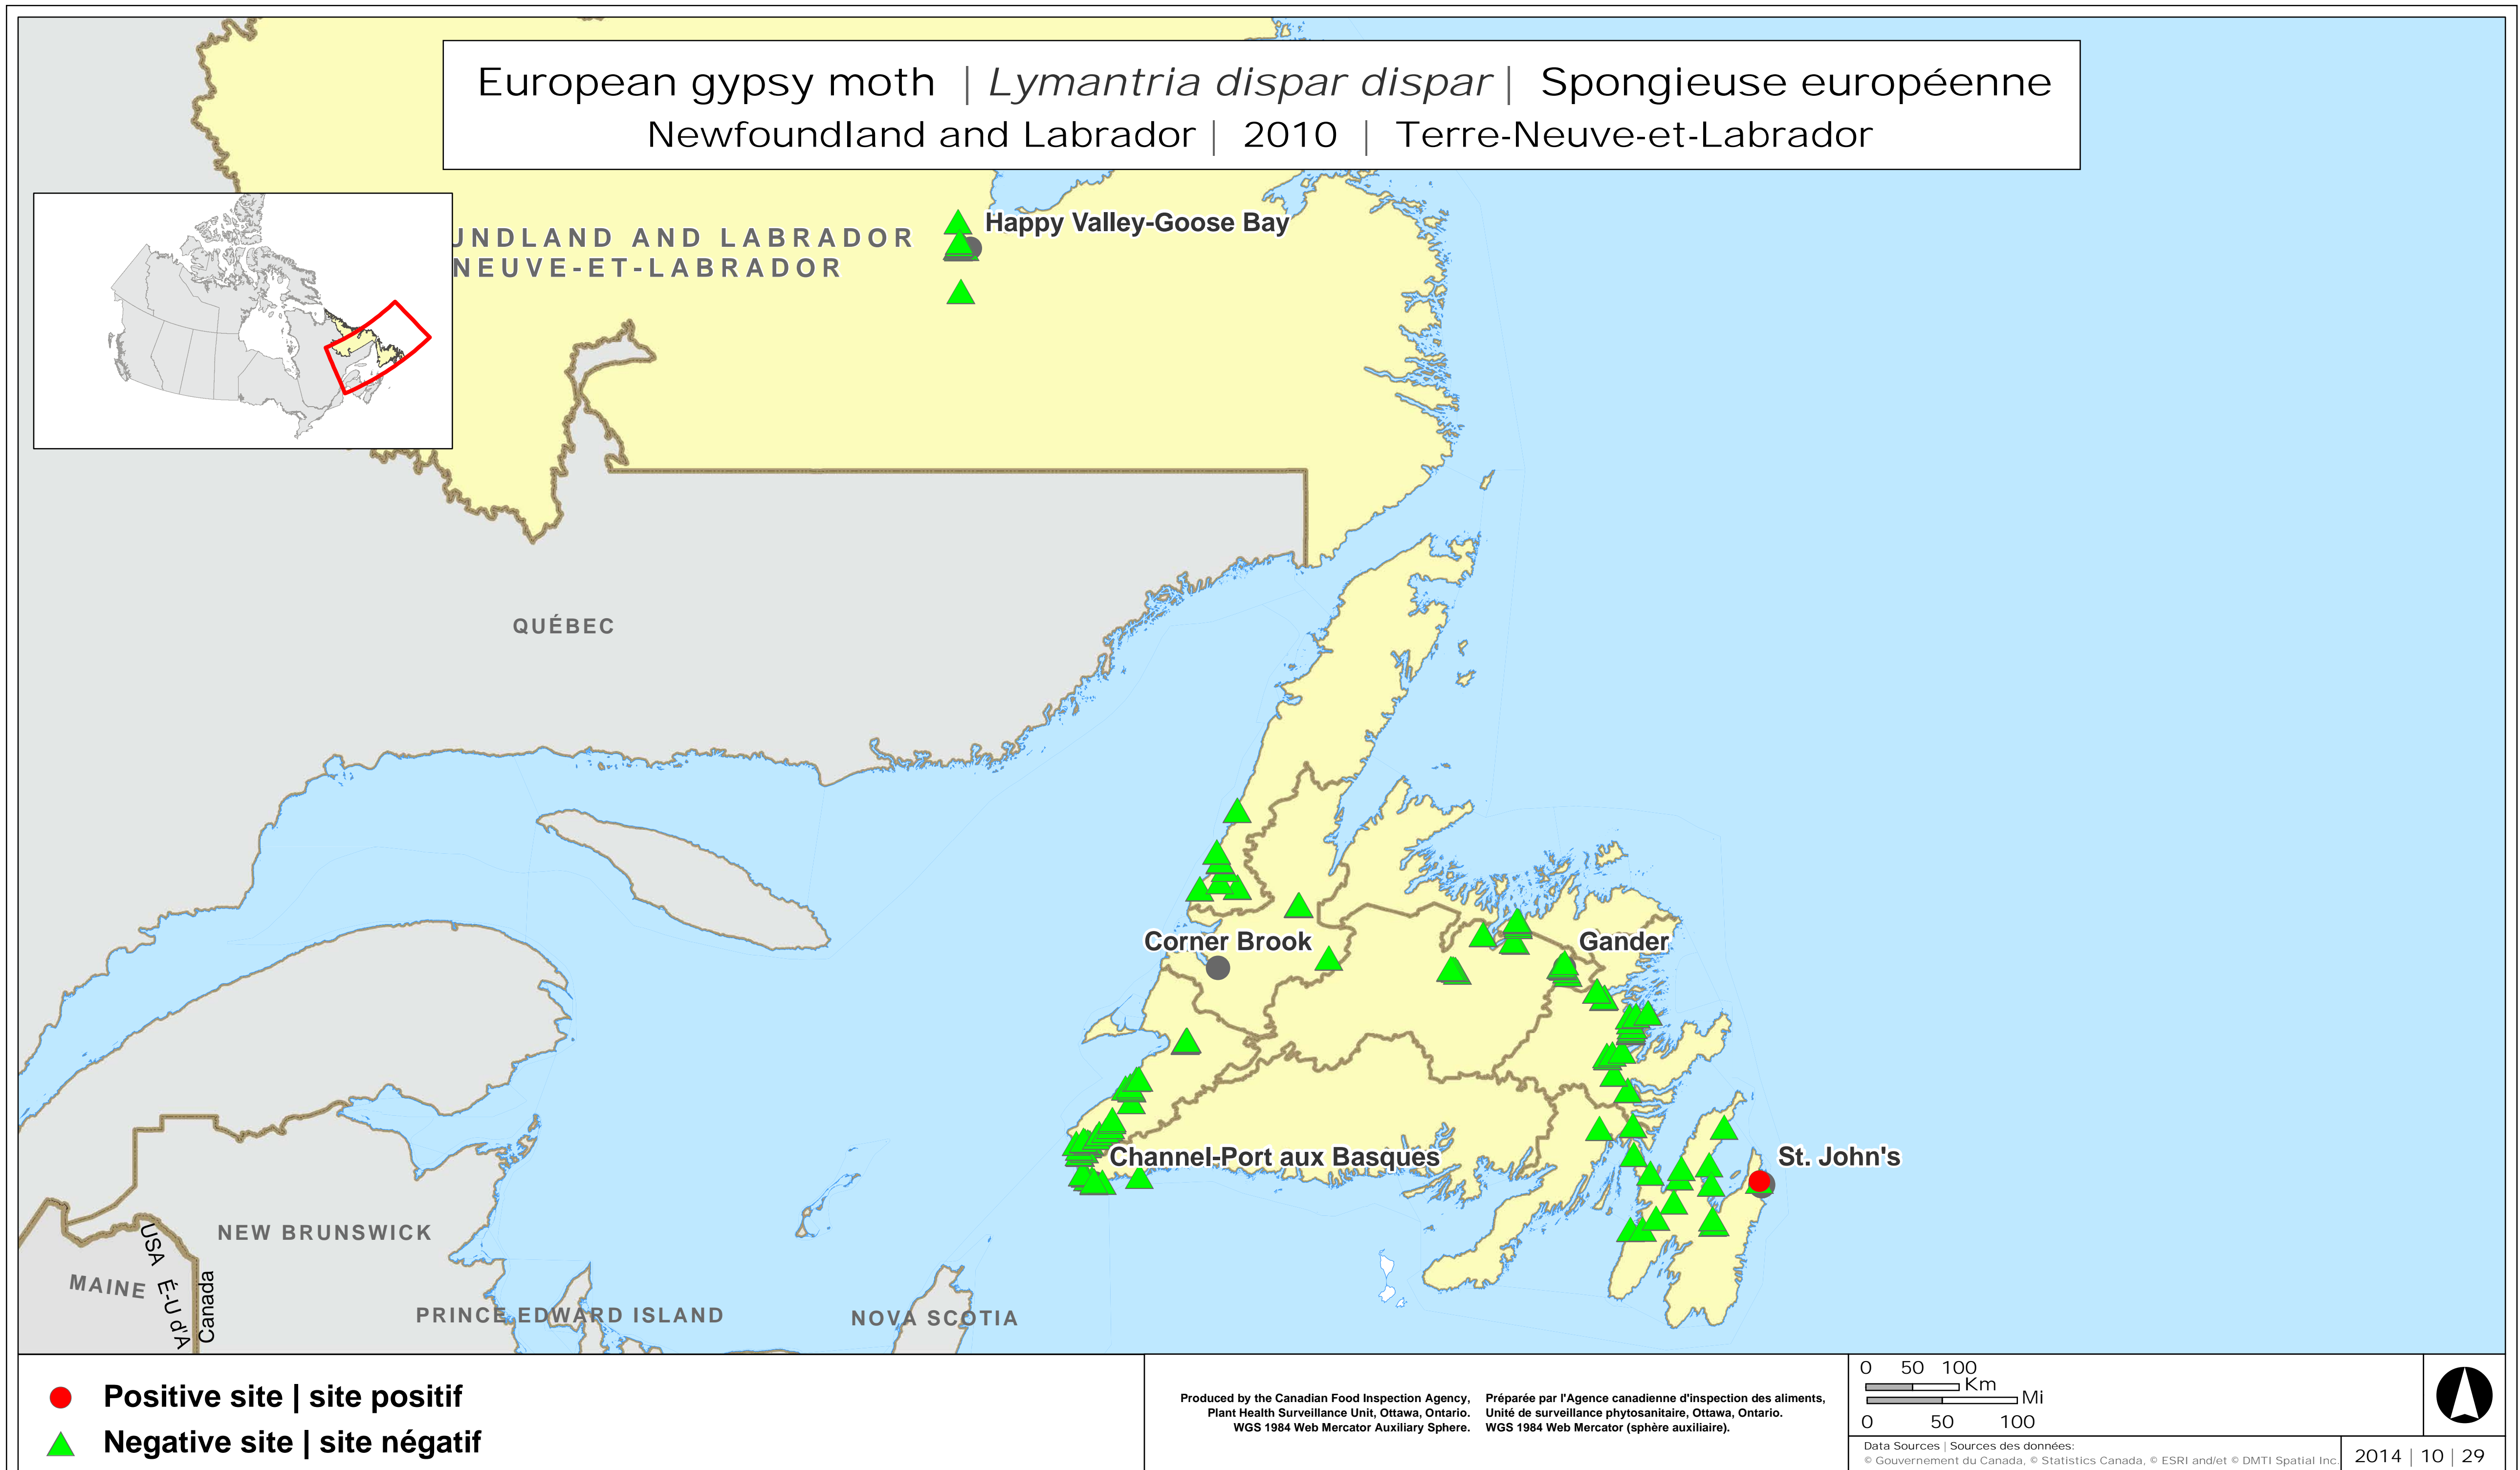 European gypsy moth | Lymantria dispar dispar | Spongieuse européenne
Newfoundland and Labrador | 2010 | Terre-Neuve-et-Labrador
Happy Valley-Goose Bay
UNDLAND AND LABRADOR
NEUVE-ET-LABRADOR
QUÉBEC
Corner Brook
Gander
Channel-Port aux Basques
St. John's
NEW BRUNSWICK
MAINE
USA É-U d'A
Canada
PRINCE EDWARD ISLAND
NOVA SCOTIA
Positive site | site positif
Negative site | site négatif
Produced by the Canadian Food Inspection Agency,
Plant Health Surveillance Unit, Ottawa, Ontario.
WGS 1984 Web Mercator Auxiliary Sphere.
Préparée par l'Agence canadienne d'inspection des aliments,
Unité de surveillance phytosanitaire, Ottawa, Ontario.
WGS 1984 Web Mercator (sphère auxiliaire).
0 50 100
Km
Mi
0 50 100
Data Sources | Sources des données:
© Gouvernement du Canada, © Statistics Canada, © ESRI and/et © DMTI Spatial Inc.
2014 | 10 | 29